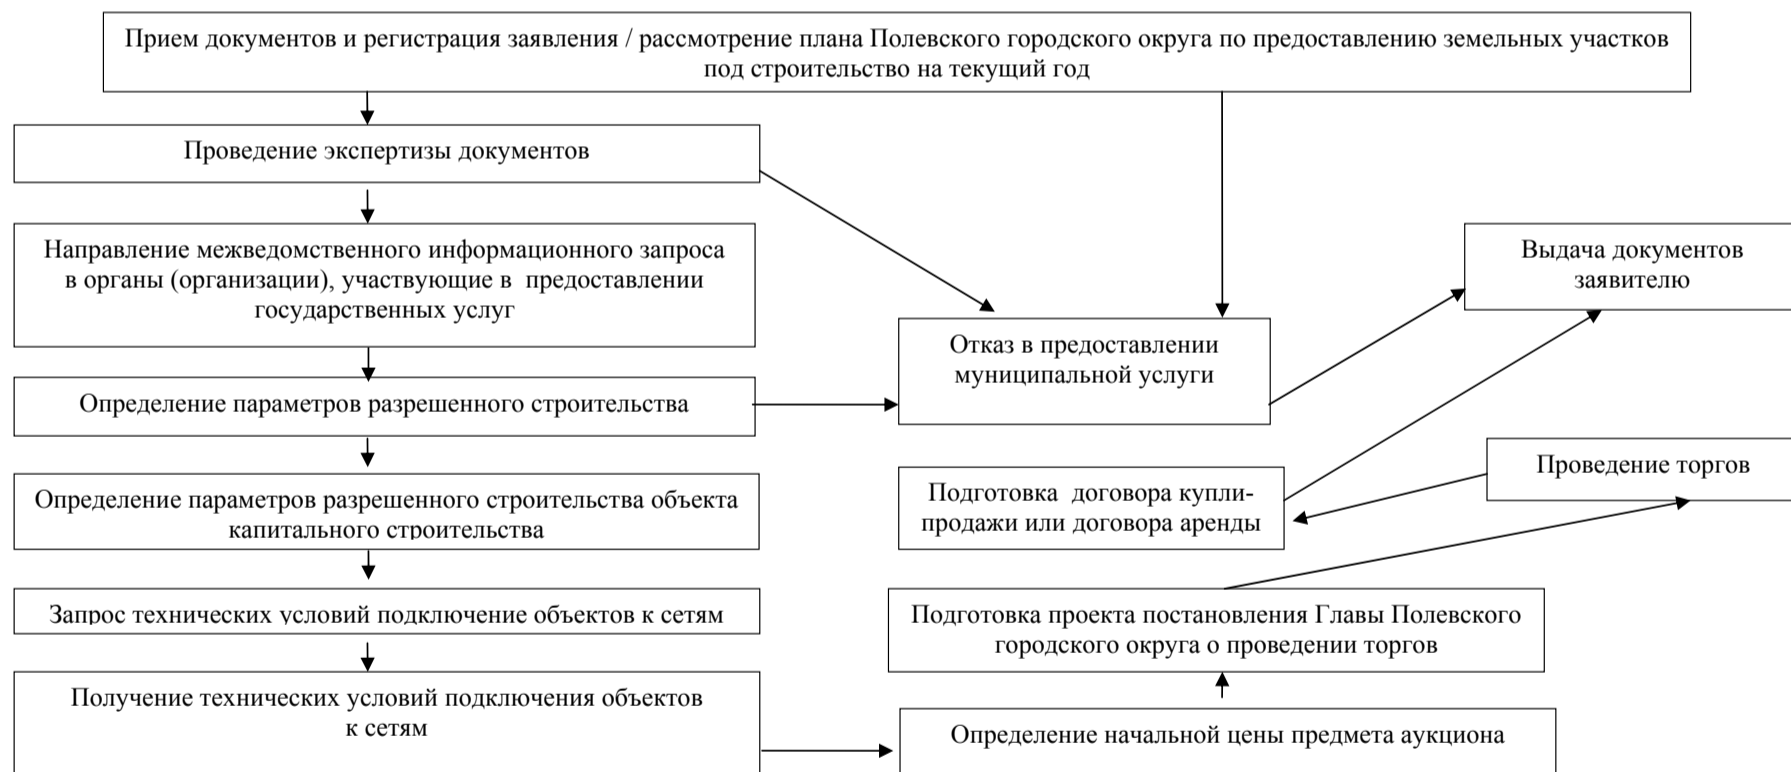 Прием документов и регистрация заявления / рассмотрение плана Полевского городского округа по предоставлению земельных участков
под строительство на текущий год
Проведение экспертизы документов
Направление межведомственного информационного запроса
в органы (организации), участвующие в предоставлении
государственных услуг
Выдача документов
заявителю
Отказ в предоставлении
муниципальной услуги
Определение параметров разрешенного строительства
Проведение торгов
Определение параметров разрешенного строительства объекта
капитального строительства
Подготовка договора купли-
продажи или договора аренды
Запрос технических условий подключение объектов к сетям
Подготовка проекта постановления Главы Полевского
городского округа о проведении торгов
Получение технических условий подключения объектов
к сетям
Определение начальной цены предмета аукциона